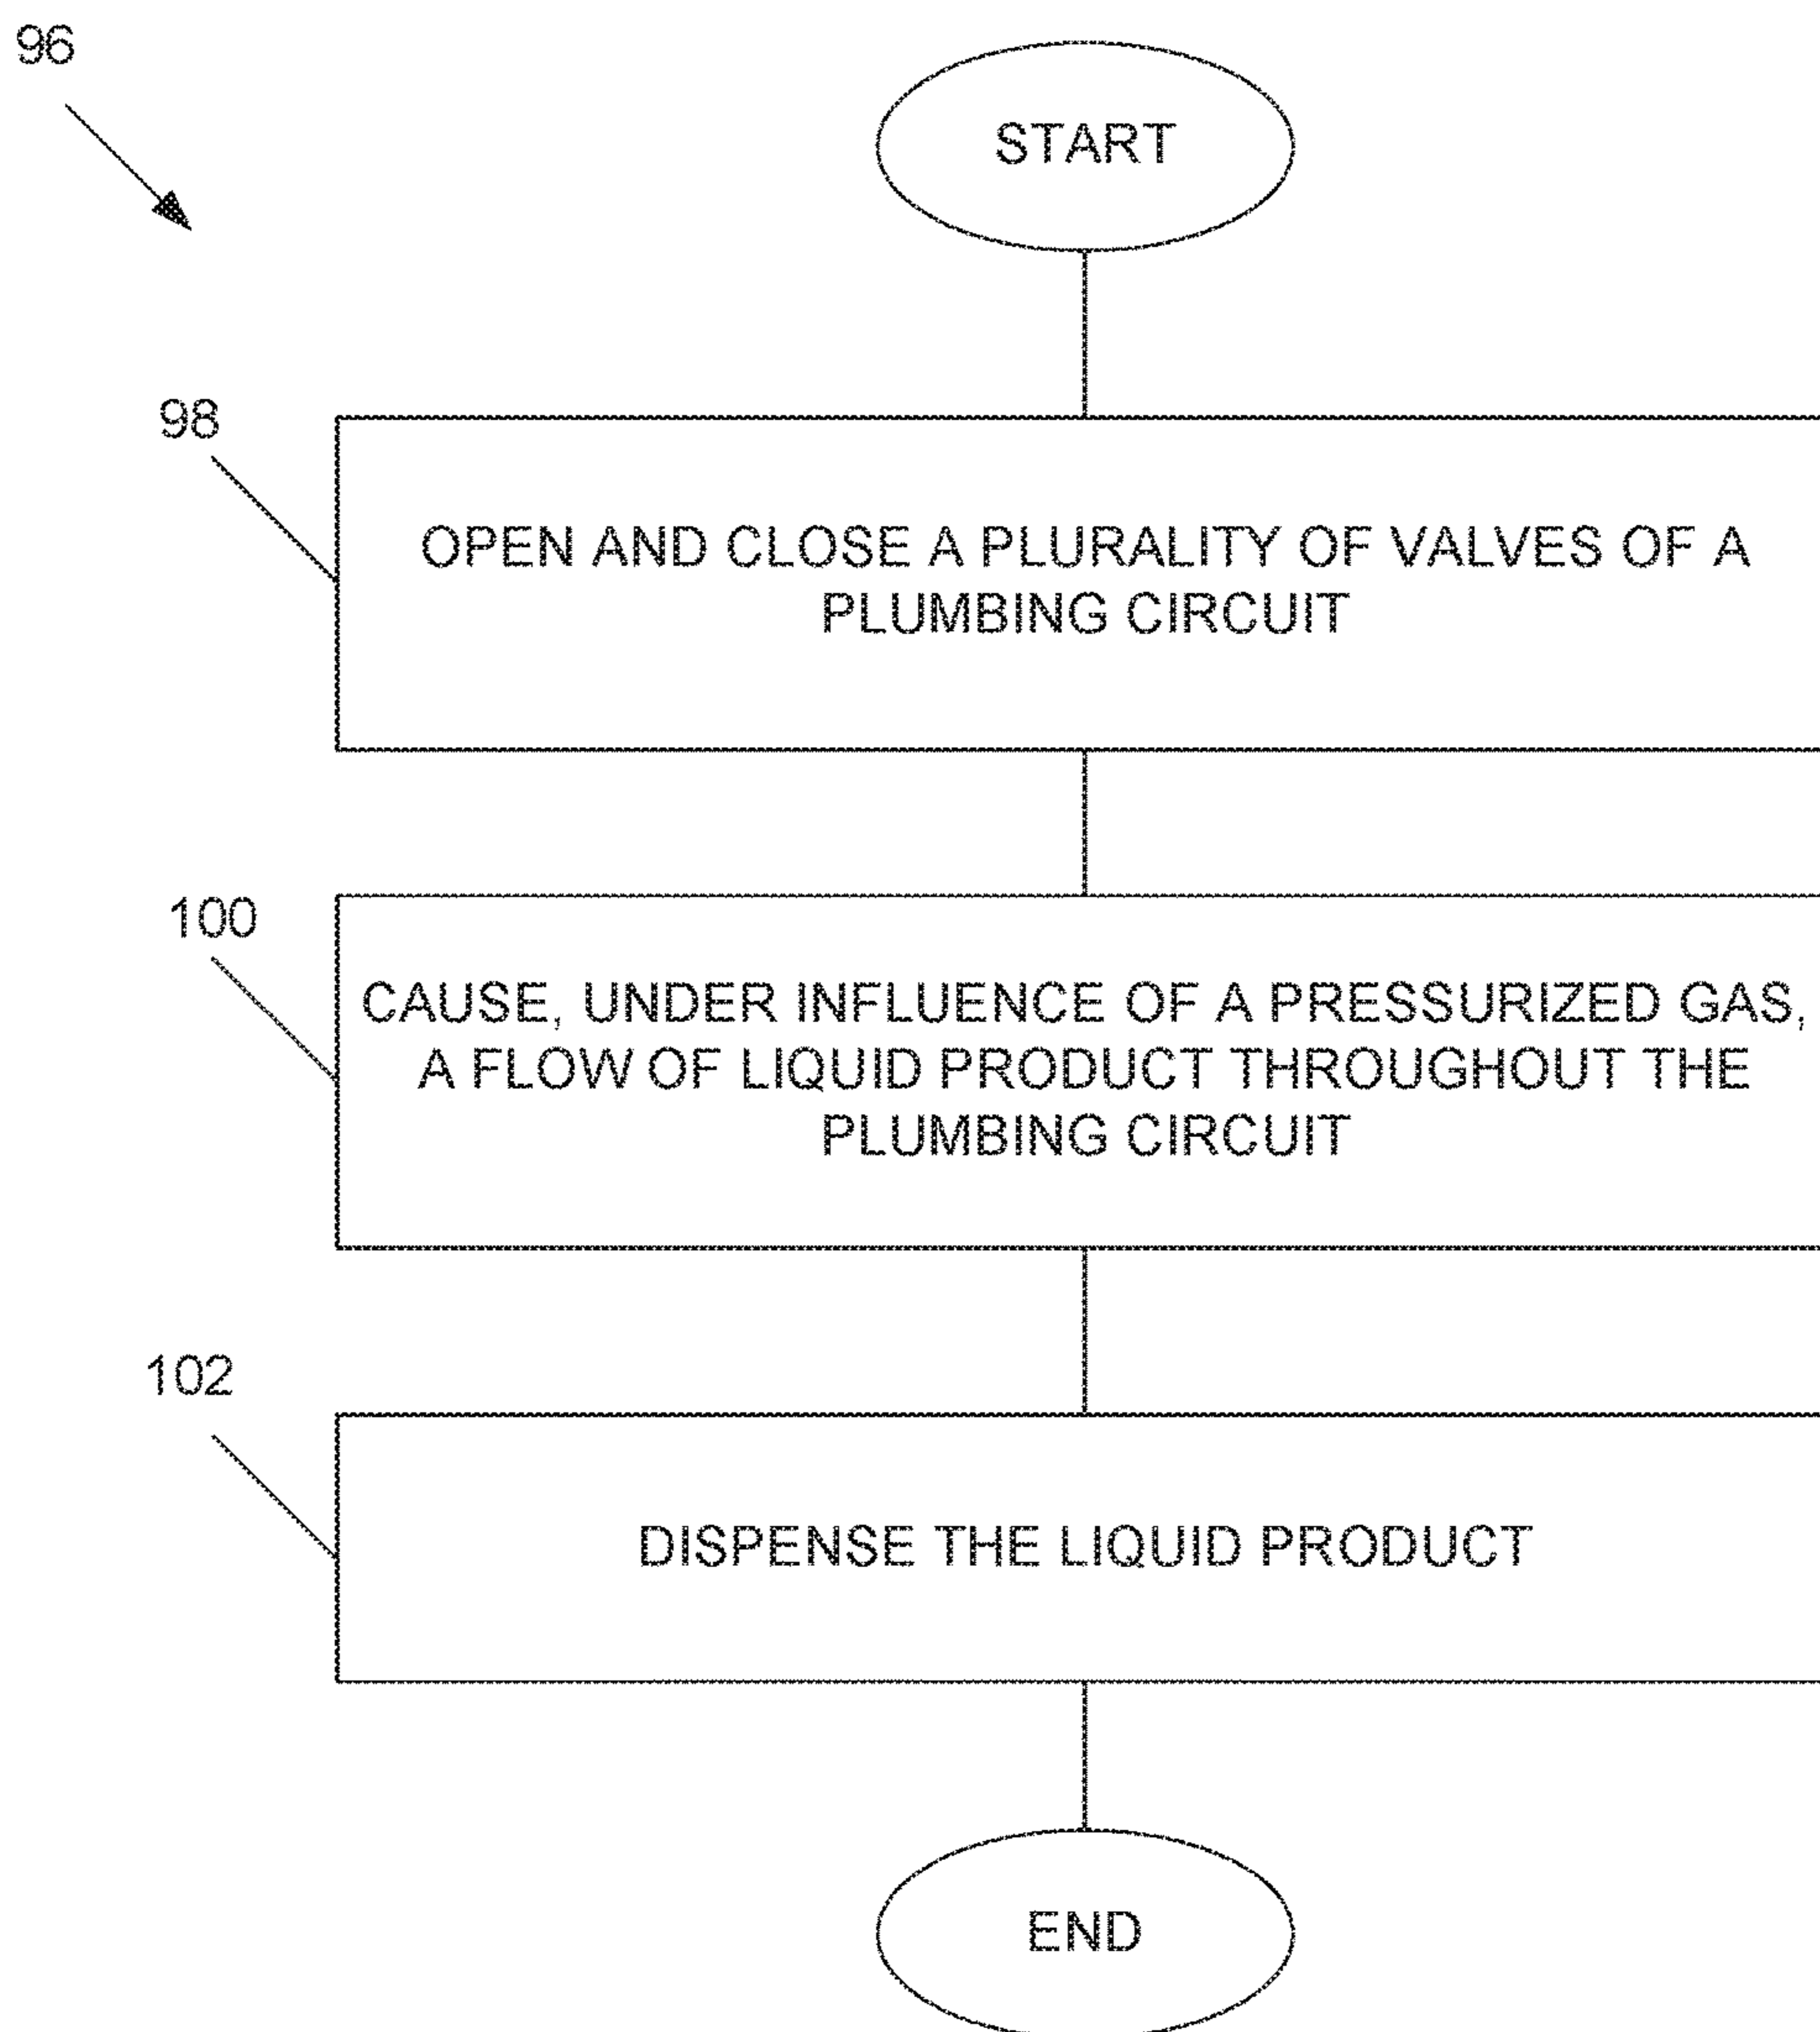 96
START
98
OPEN AND CLOSE A PLURALITY OF VALVES OF A
PLUMBING CIRCUIT
100
CAUSE, UNDER INFLUENCE OF A PRESSURIZED GAS,
A FLOW OF LIQUID PRODUCT THROUGHOUT THE
PLUMBING CIRCUIT
102
DISPENSE THE LIQUID PRODUCT
END